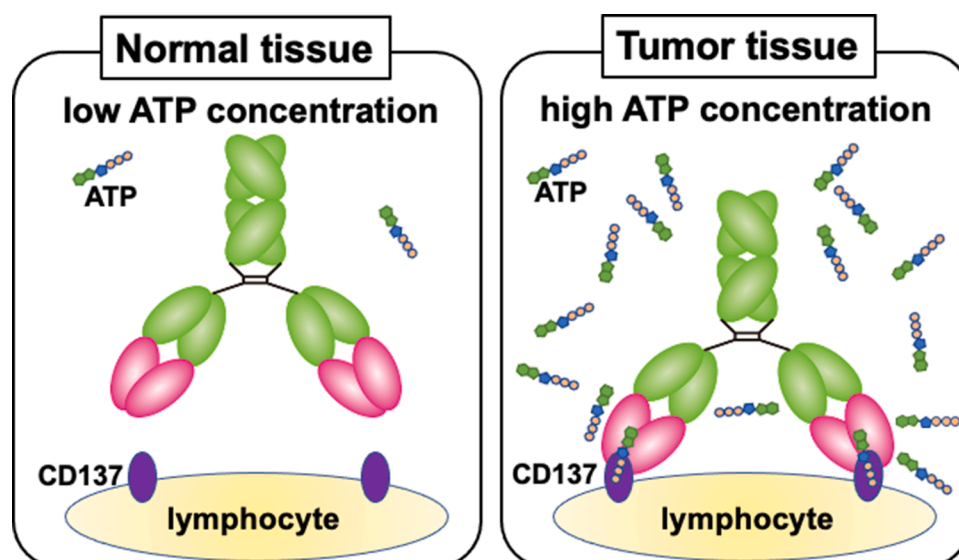 Normal tissue
low ATP concentration
ATP
CD137
lymphocyte
Tumor tissue
high ATP concentration
ATP
CD137
lymphocyte